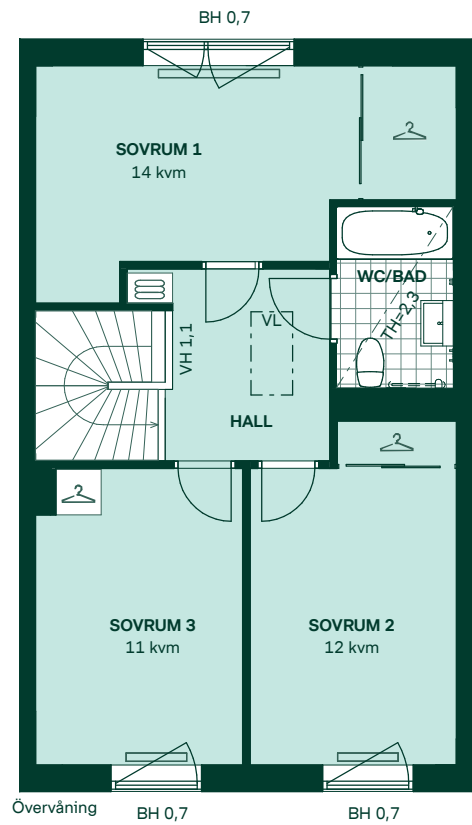 BH 0,7
SOVRUM 1
14 kvm
WC/BAD
TH=2,3
VL
VH 1,1
HALL
SOVRUM 3
11 kvm
SOVRUM 2
12 kvm
Övervåning
BH 0,7
BH 0,7